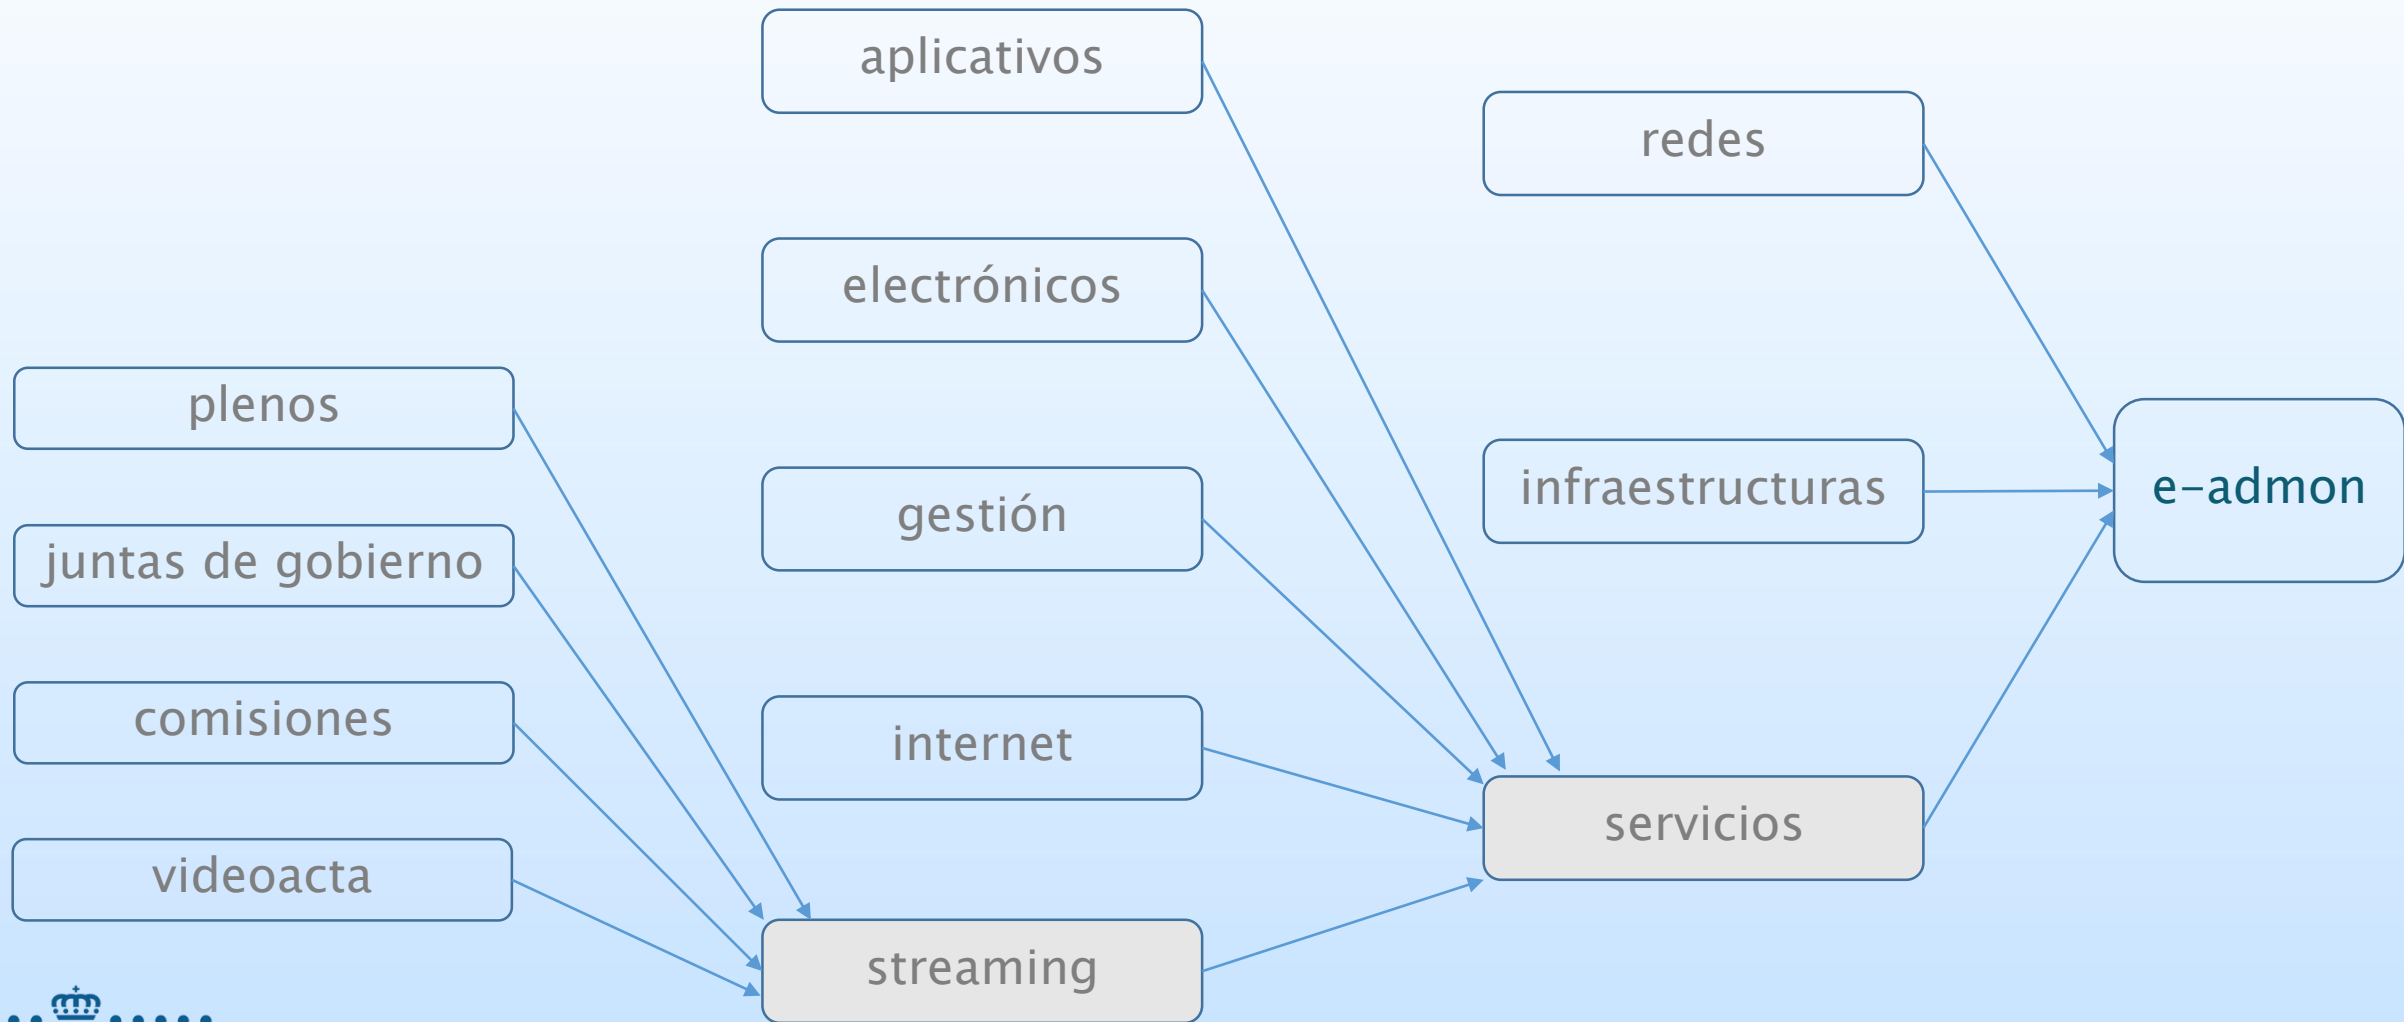 aplicativos
redes
electrónicos
plenos
infraestructuras
e-admon
gestión
juntas de gobierno
comisiones
internet
servicios
videoacta
streaming